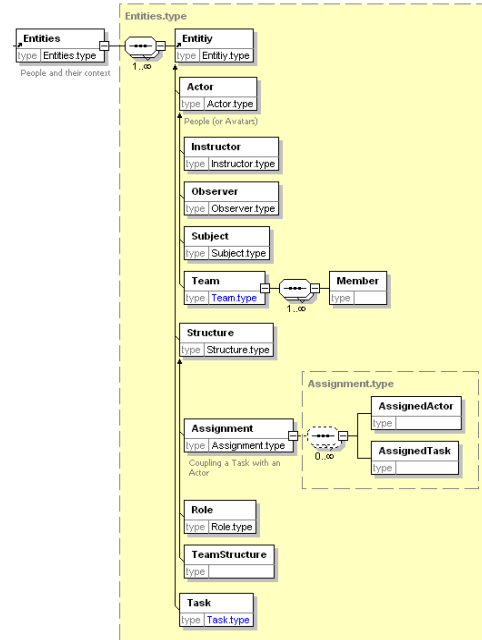 Entities.type
Entities
type Entities.type
People and their context
1..∞
Entitiy
type Entitiy.type
Actor
type Actor.type
People (or Avatars)
Instructor
type Instructor.type
Observer
type Observer.type
Subject
type Subject.type
Team
type Team.type
1..∞
Member
type
Structure
type Structure.type
Assignment.type
Assignment
type Assignment.type
Coupling a Task with an
Actor
0..∞
AssignedActor
type
AssignedTask
type
Role
type Role.type
TeamStructure
type
Task
type Task.type